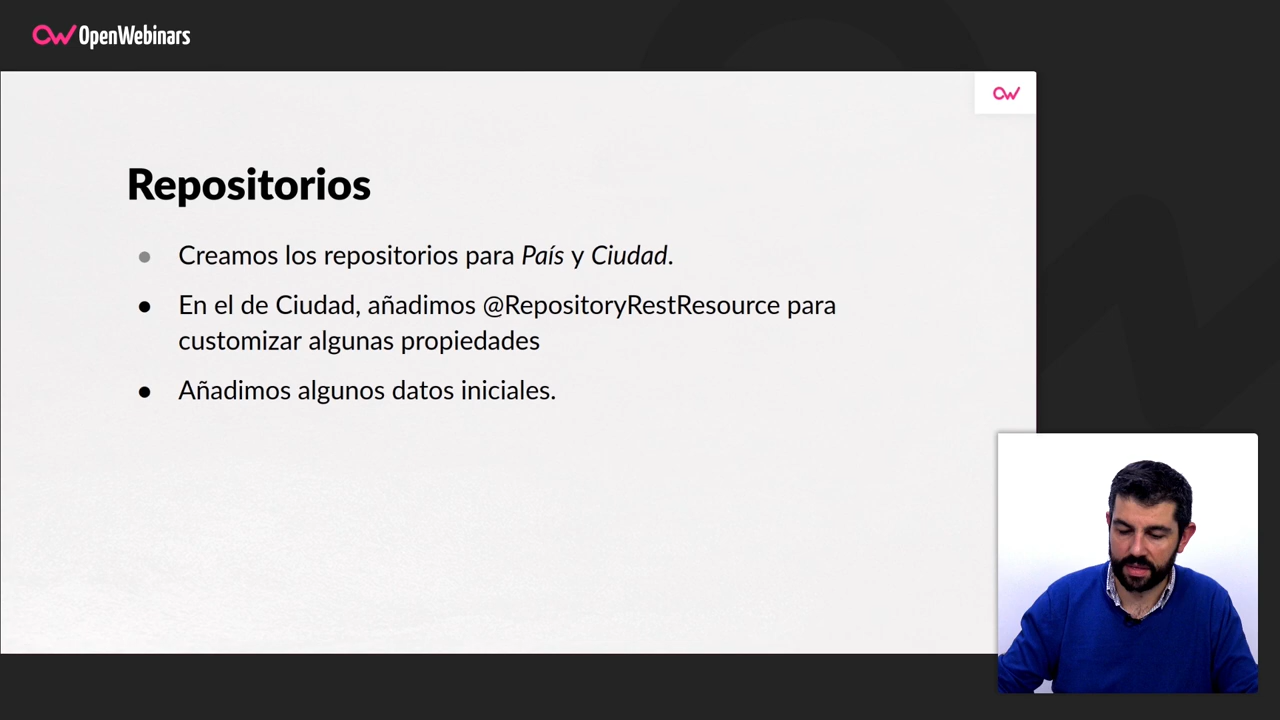 OpenWebinars
Repositorios
Creamos los repositorios para País y Ciudad.
En el de Ciudad, añadimos @RepositoryRestResource para
customizar algunas propiedades
Añadimos algunos datos iniciales.